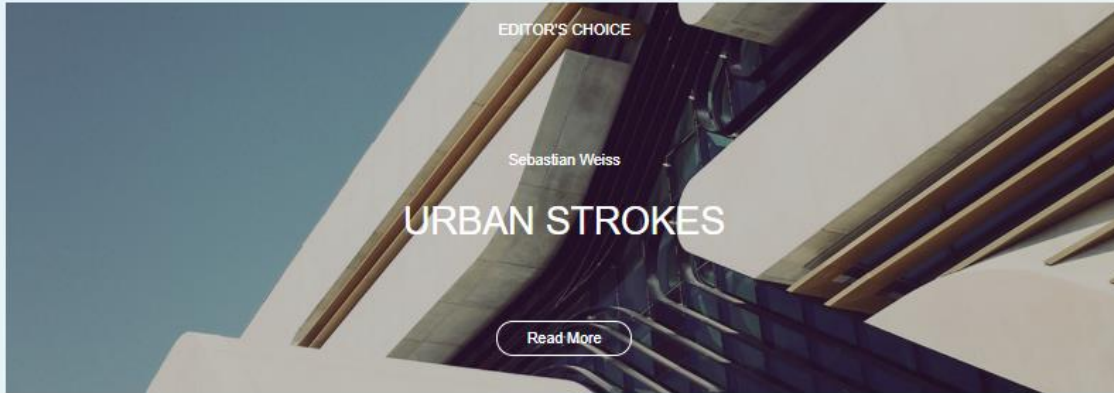 EDITOR'S CHOICE
Sebastian Weiss
URBAN STROKES
Read More